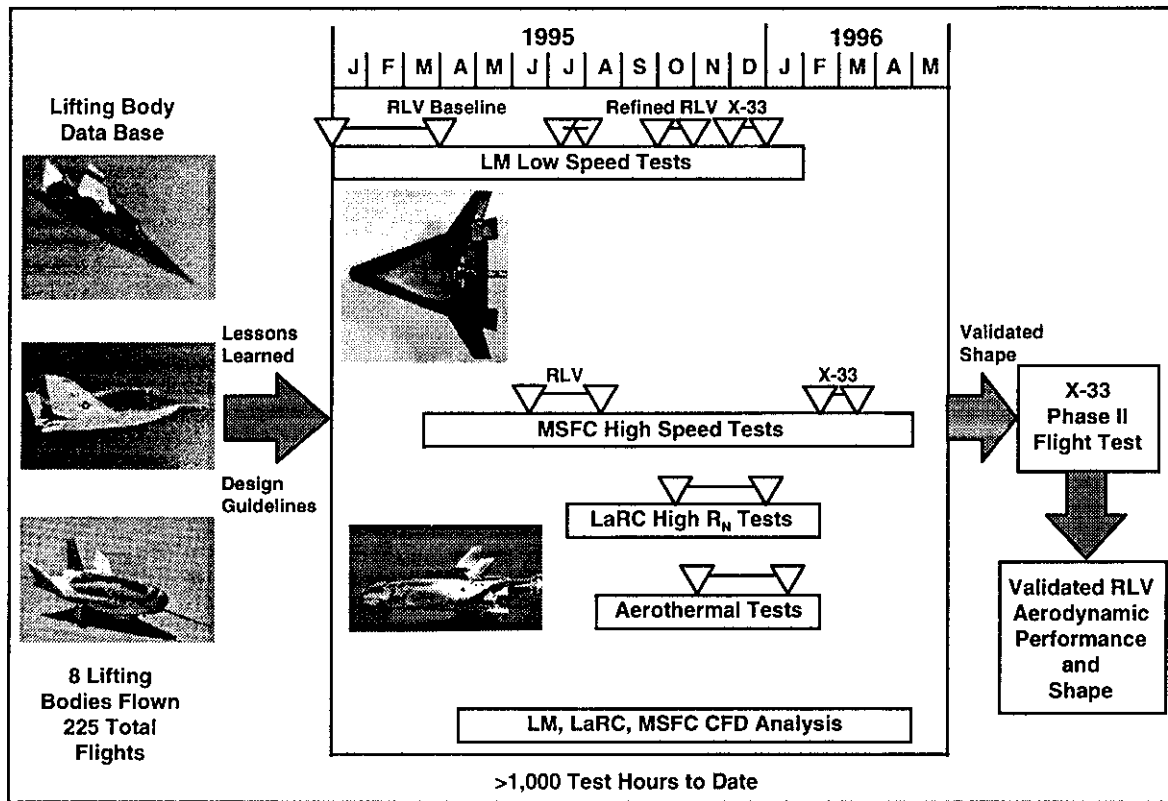 1995
1996
J F M A M J J A S O N D J F M A M
Lifting Body
Data Base
RLV Baseline
Refined RLV X-33
LM Low Speed Tests
Lessons
Learned
Design
Guidelines
RLV
X-33
MSFC High Speed Tests
LaRC High RN Tests
Aerothermal Tests
LM, LaRC, MSFC CFD Analysis
Validated
Shape
X-33
Phase II
Flight Test
Validated RLV
Aerodynamic
Performance
and
Shape
8 Lifting
Bodies Flown
225 Total
Flights
>1,000 Test Hours to Date